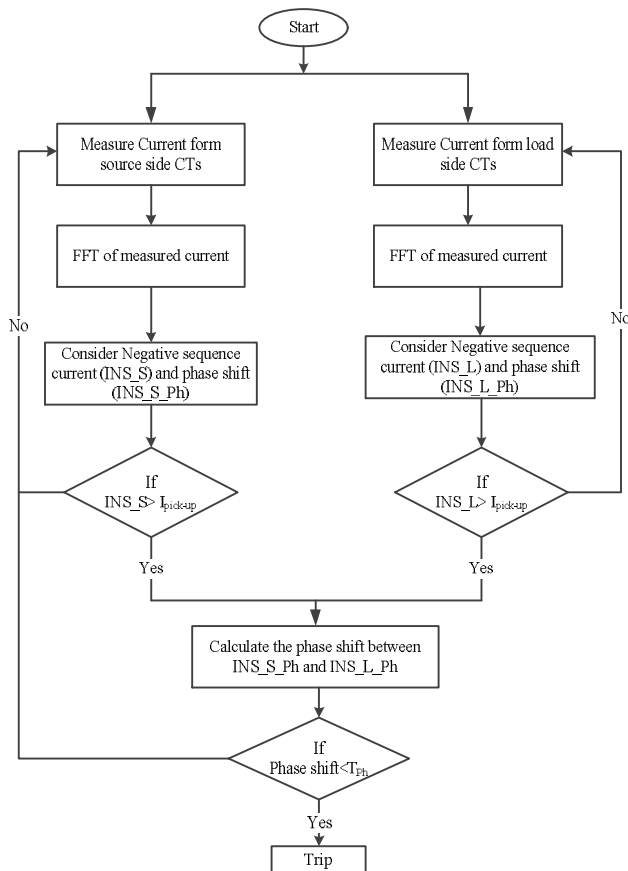 Start
Measure Current form
source side CTs
Measure Current form load
side CTs
FFT of measured current
FFT of measured current
No
No
Consider Negative sequence
current (INS_S) and phase shift
(INS_S_Ph)
Consider Negative sequence
current (INS_L) and phase shift
(INS_L_Ph)
If
INS_S> Ipick-up
If
INS_L> Ipick-up
Yes
Yes
Calculate the phase shift between
INS_S_Ph and INS_L_Ph
If
Phase shift<TPh
Yes
Trip